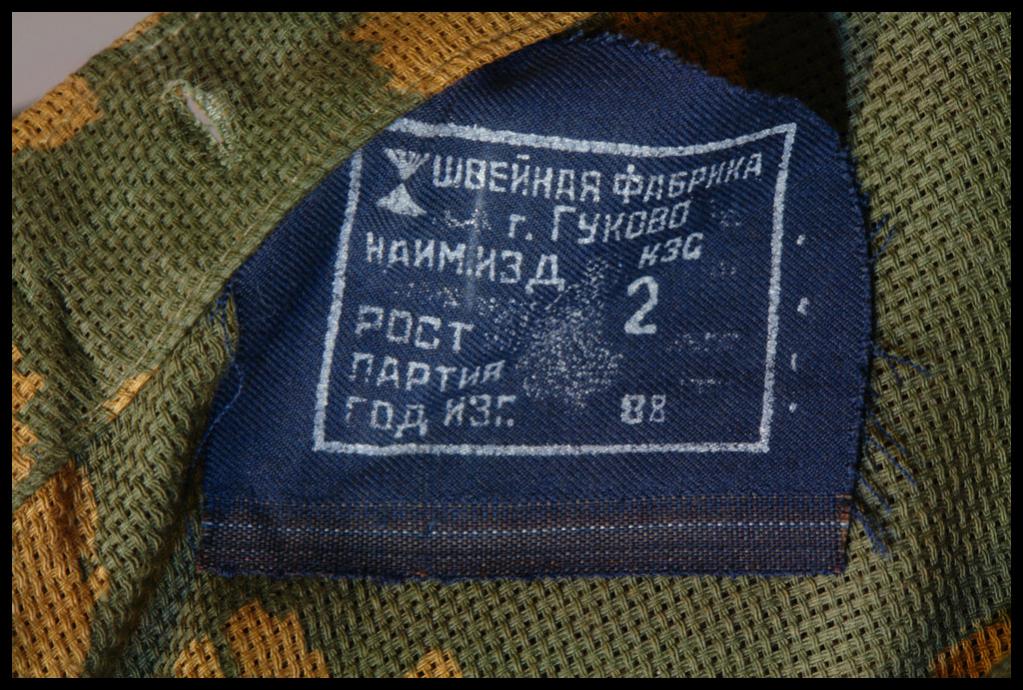 ШВЕЙНАЯ ФАБРИКА
г. Гуково
НАИМ.ИЗД КЗС
РОСТ 2
ПАРТИЯ
ГОД ИЗГ. 88